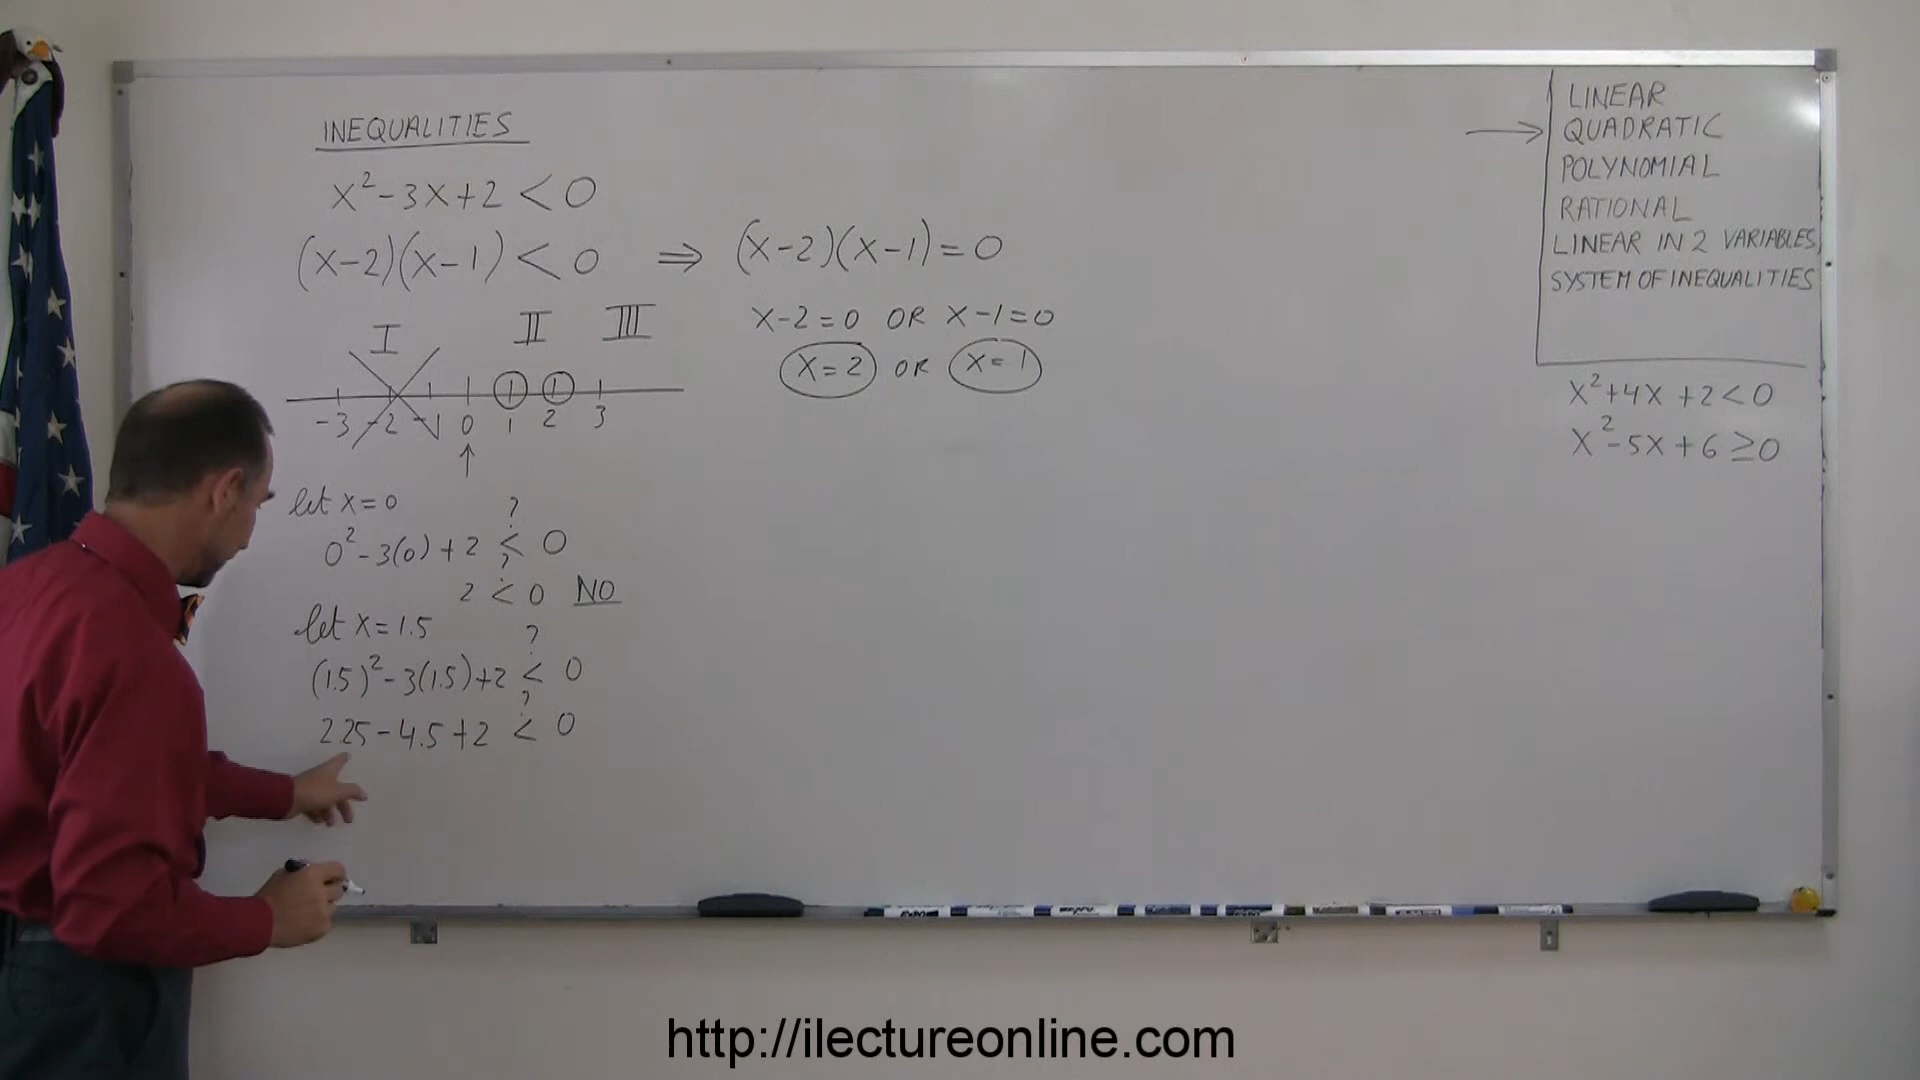 INEQUALITIES
x²-3x+2 < 0
(x-2)(x-1) < 0 ⇒ (x-2)(x-1) = 0
x-2=0 OR x-1=0
x=2 OR x=1
I II III
-3 -2 -1 0 1 2 3
↑
let x=0
?
0²-3(0)+2 < 0
?
2 < 0 NO
let x=1.5
?
(1.5)²-3(1.5)+2 < 0
?
2.25-4.5+2 < 0
LINEAR
→ QUADRATIC
POLYNOMIAL
RATIONAL
LINEAR IN 2 VARIABLES
SYSTEM OF INEQUALITIES
x²+4x+2<0
x²-5x+6≥0
http://ilectureonline.com